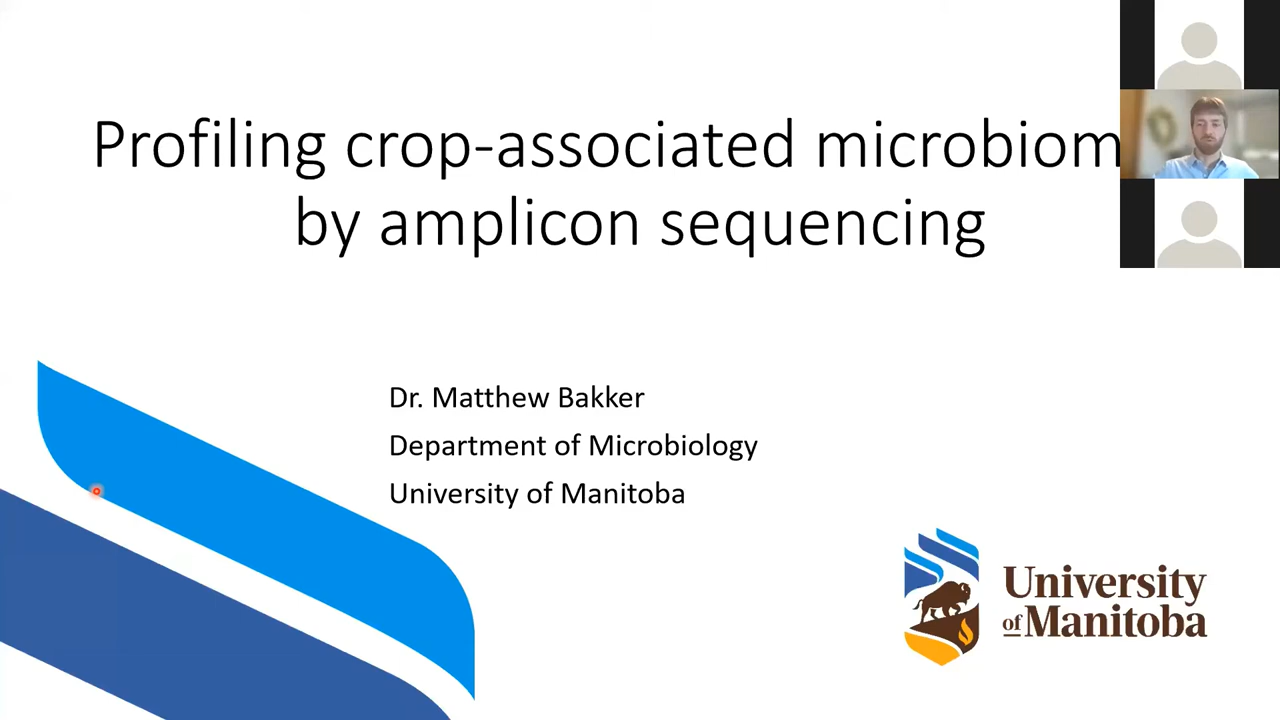 Profiling crop-associated microbiom
by amplicon sequencing
Dr. Matthew Bakker
Department of Microbiology
University of Manitoba
University
of Manitoba